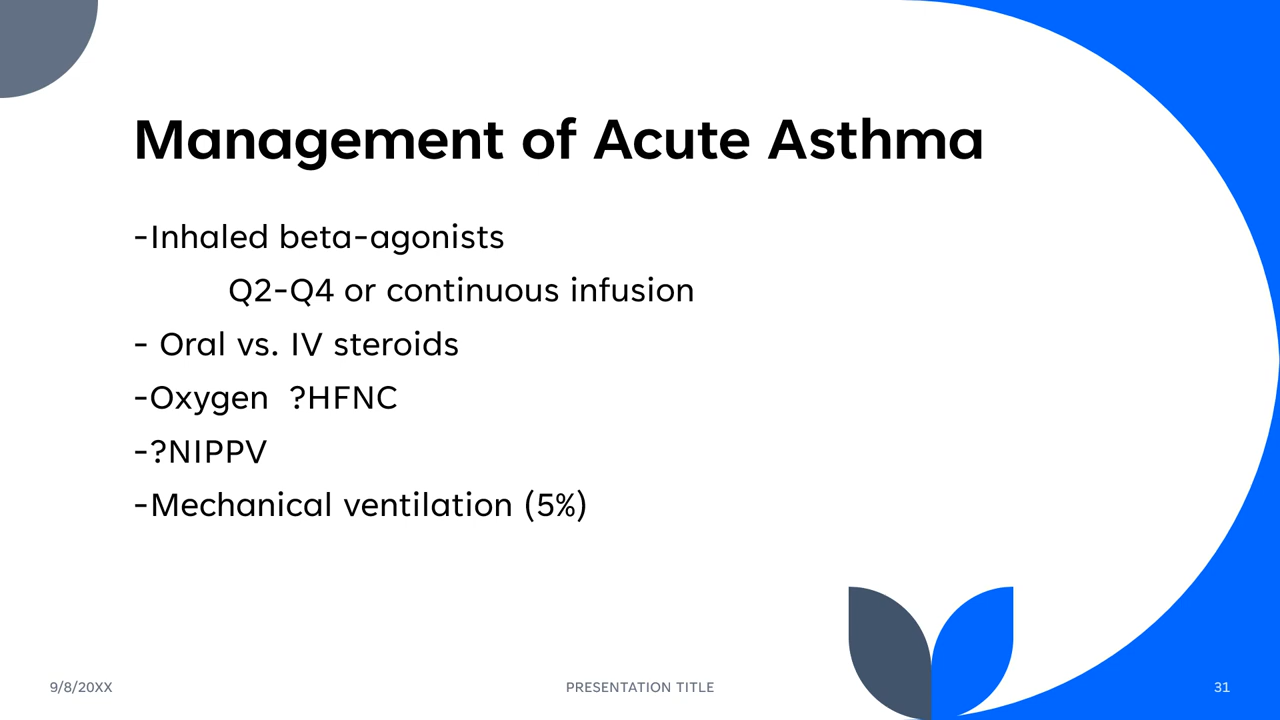 Management of Acute Asthma
-Inhaled beta-agonists
Q2-Q4 or continuous infusion
- Oral vs. IV steroids
-Oxygen  ?HFNC
-?NIPPV
-Mechanical ventilation (5%)
9/8/20XX
PRESENTATION TITLE
31